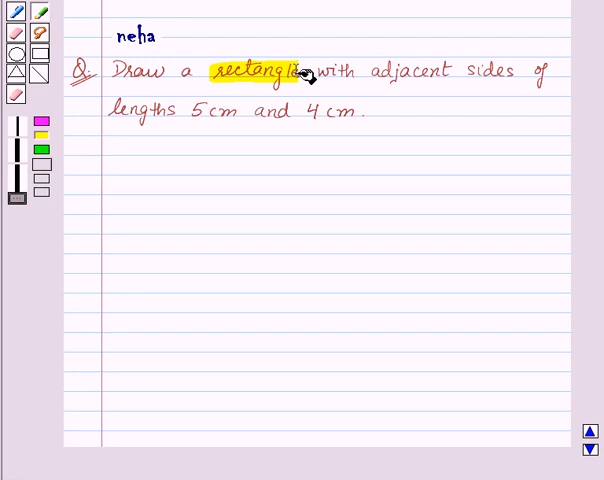 neha
Q. Draw a rectangle with adjacent sides of
lengths 5 cm and 4 cm.